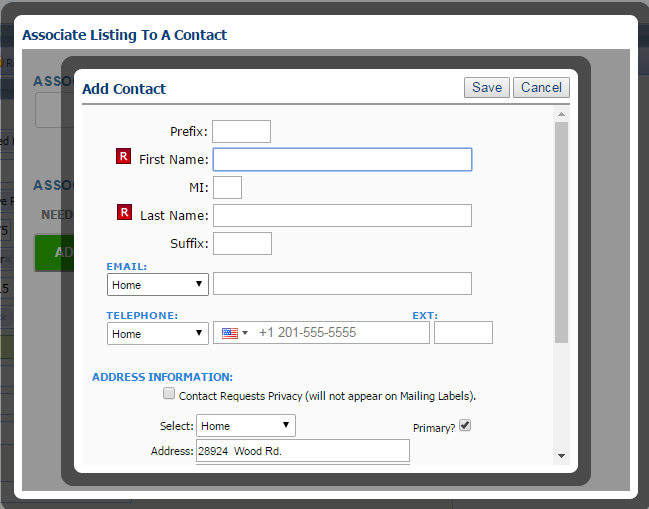 Associate Listing To A Contact
R
ASSO
Add Contact
Save Cancel
Prefix:
R First Name:
MI:
ASSO
R Last Name:
NEED
Suffix:
AD
EMAIL:
Home
TELEPHONE: EXT:
Home +1 201-555-5555
ADDRESS INFORMATION:
Contact Requests Privacy (will not appear on Mailing Labels).
Select: Home Primary?
Address: 28924 Wood Rd.